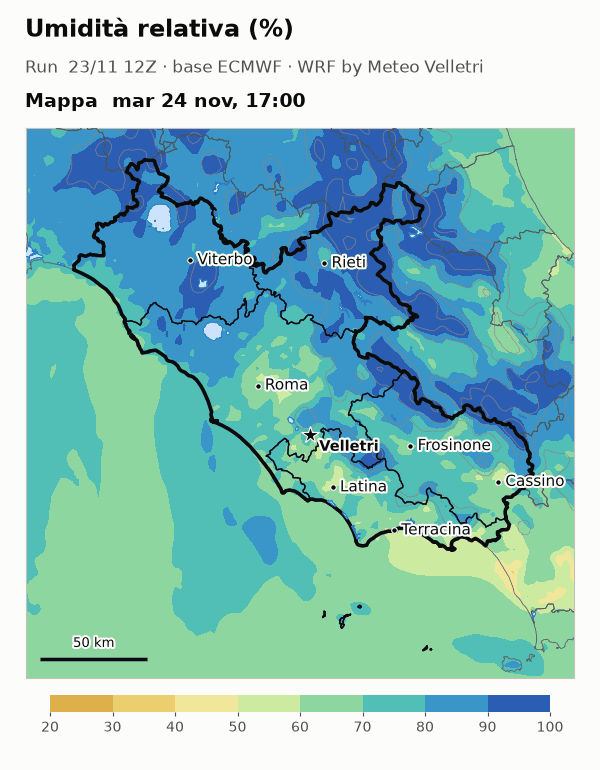 Umidità relativa (%)
Run  23/11 12Z · base ECMWF · WRF by Meteo Velletri
Mappa  mar 24 nov, 17:00
Viterbo
Rieti
Roma
Velletri
Frosinone
Latina
Cassino
Terracina
50 km
20 30 40 50 60 70 80 90 100